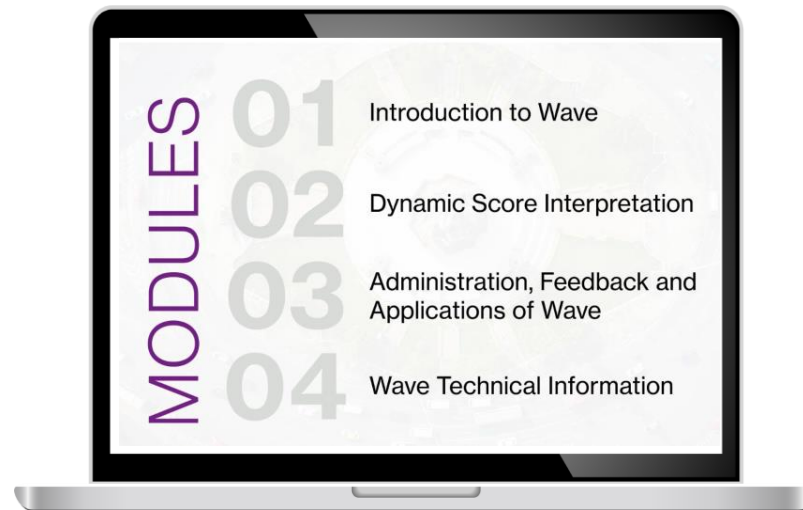 MODULES
01 Introduction to Wave
02 Dynamic Score Interpretation
03 Administration, Feedback and
Applications of Wave
04 Wave Technical Information